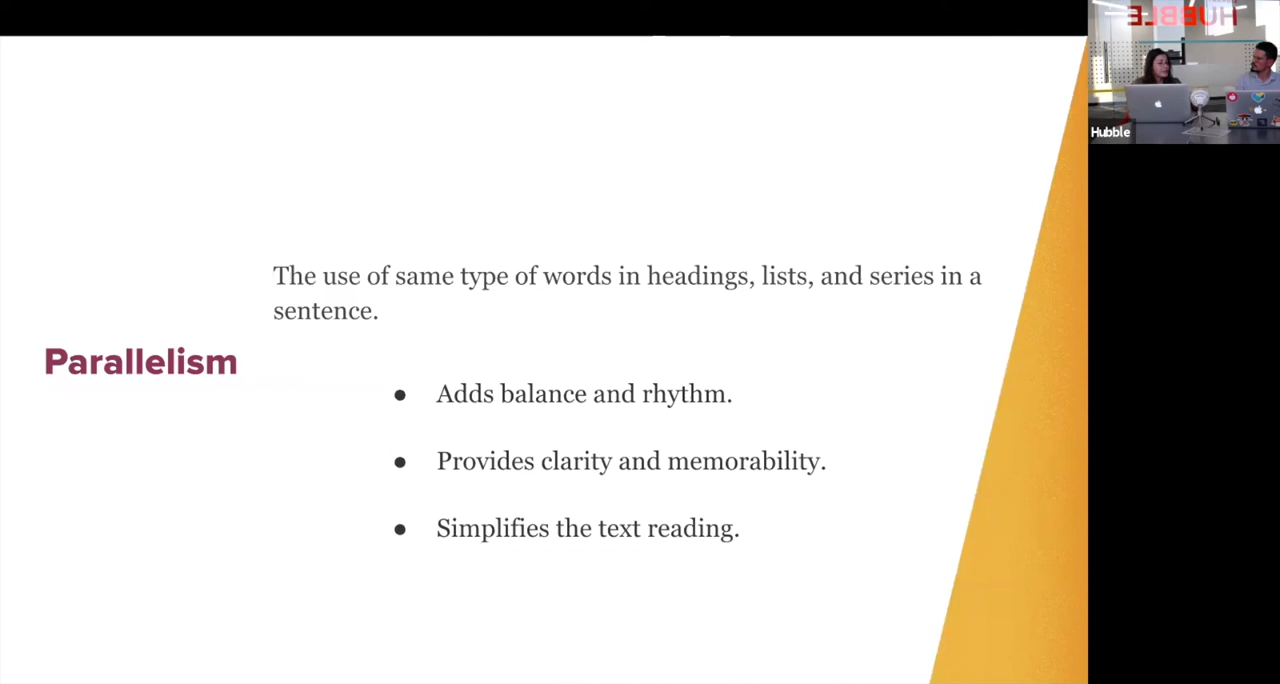 HUBBLE
Hubble
The use of same type of words in headings, lists, and series in a
sentence.
Parallelism
● Adds balance and rhythm.
● Provides clarity and memorability.
● Simplifies the text reading.